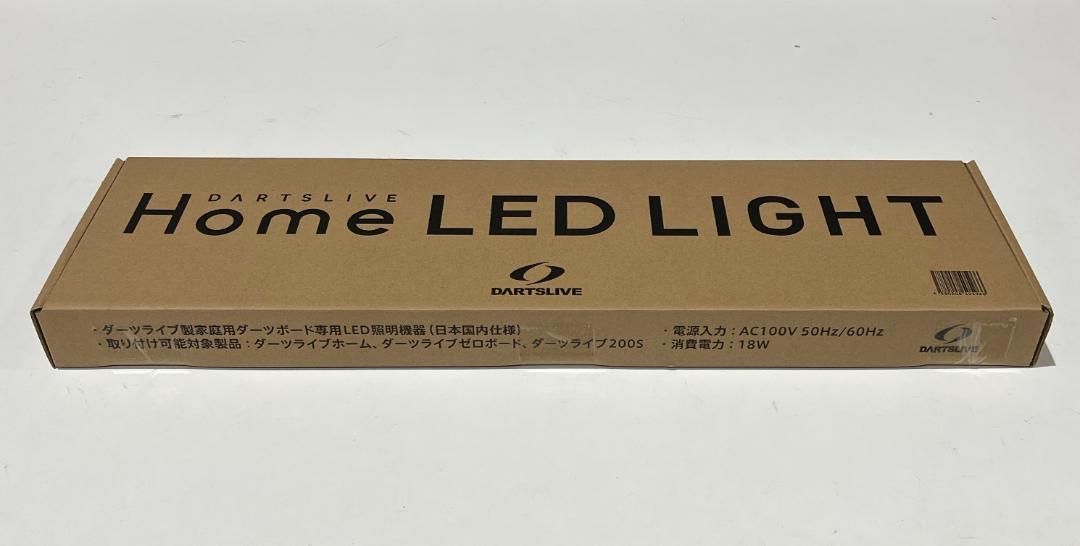 DARTSLIVE
Home LED LIGHT
DARTSLIVE
・ダーツライブ製家庭用ダーツボード専用LED照明機器(日本国内仕様)
・取り付け可能対象製品:ダーツライブホーム、ダーツライブゼロボード、ダーツライブ200S
・電源入力:AC100V 50Hz/60Hz
・消費電力:18W
DARTSLIVE